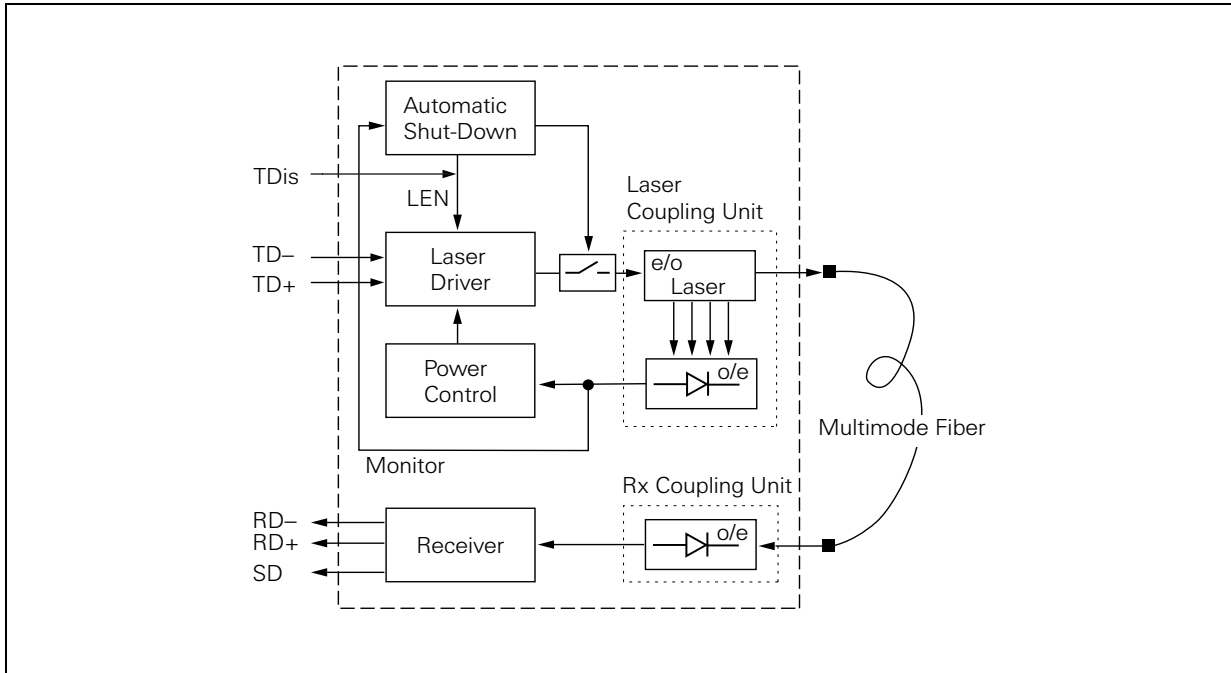 Automatic
Shut-Down
TDis
LEN
Laser
Coupling Unit
TD–
TD+
Laser
Driver
e/o
Laser
Power
Control
o/e
Multimode Fiber
Monitor
Rx Coupling Unit
RD–
RD+
SD
Receiver
o/e